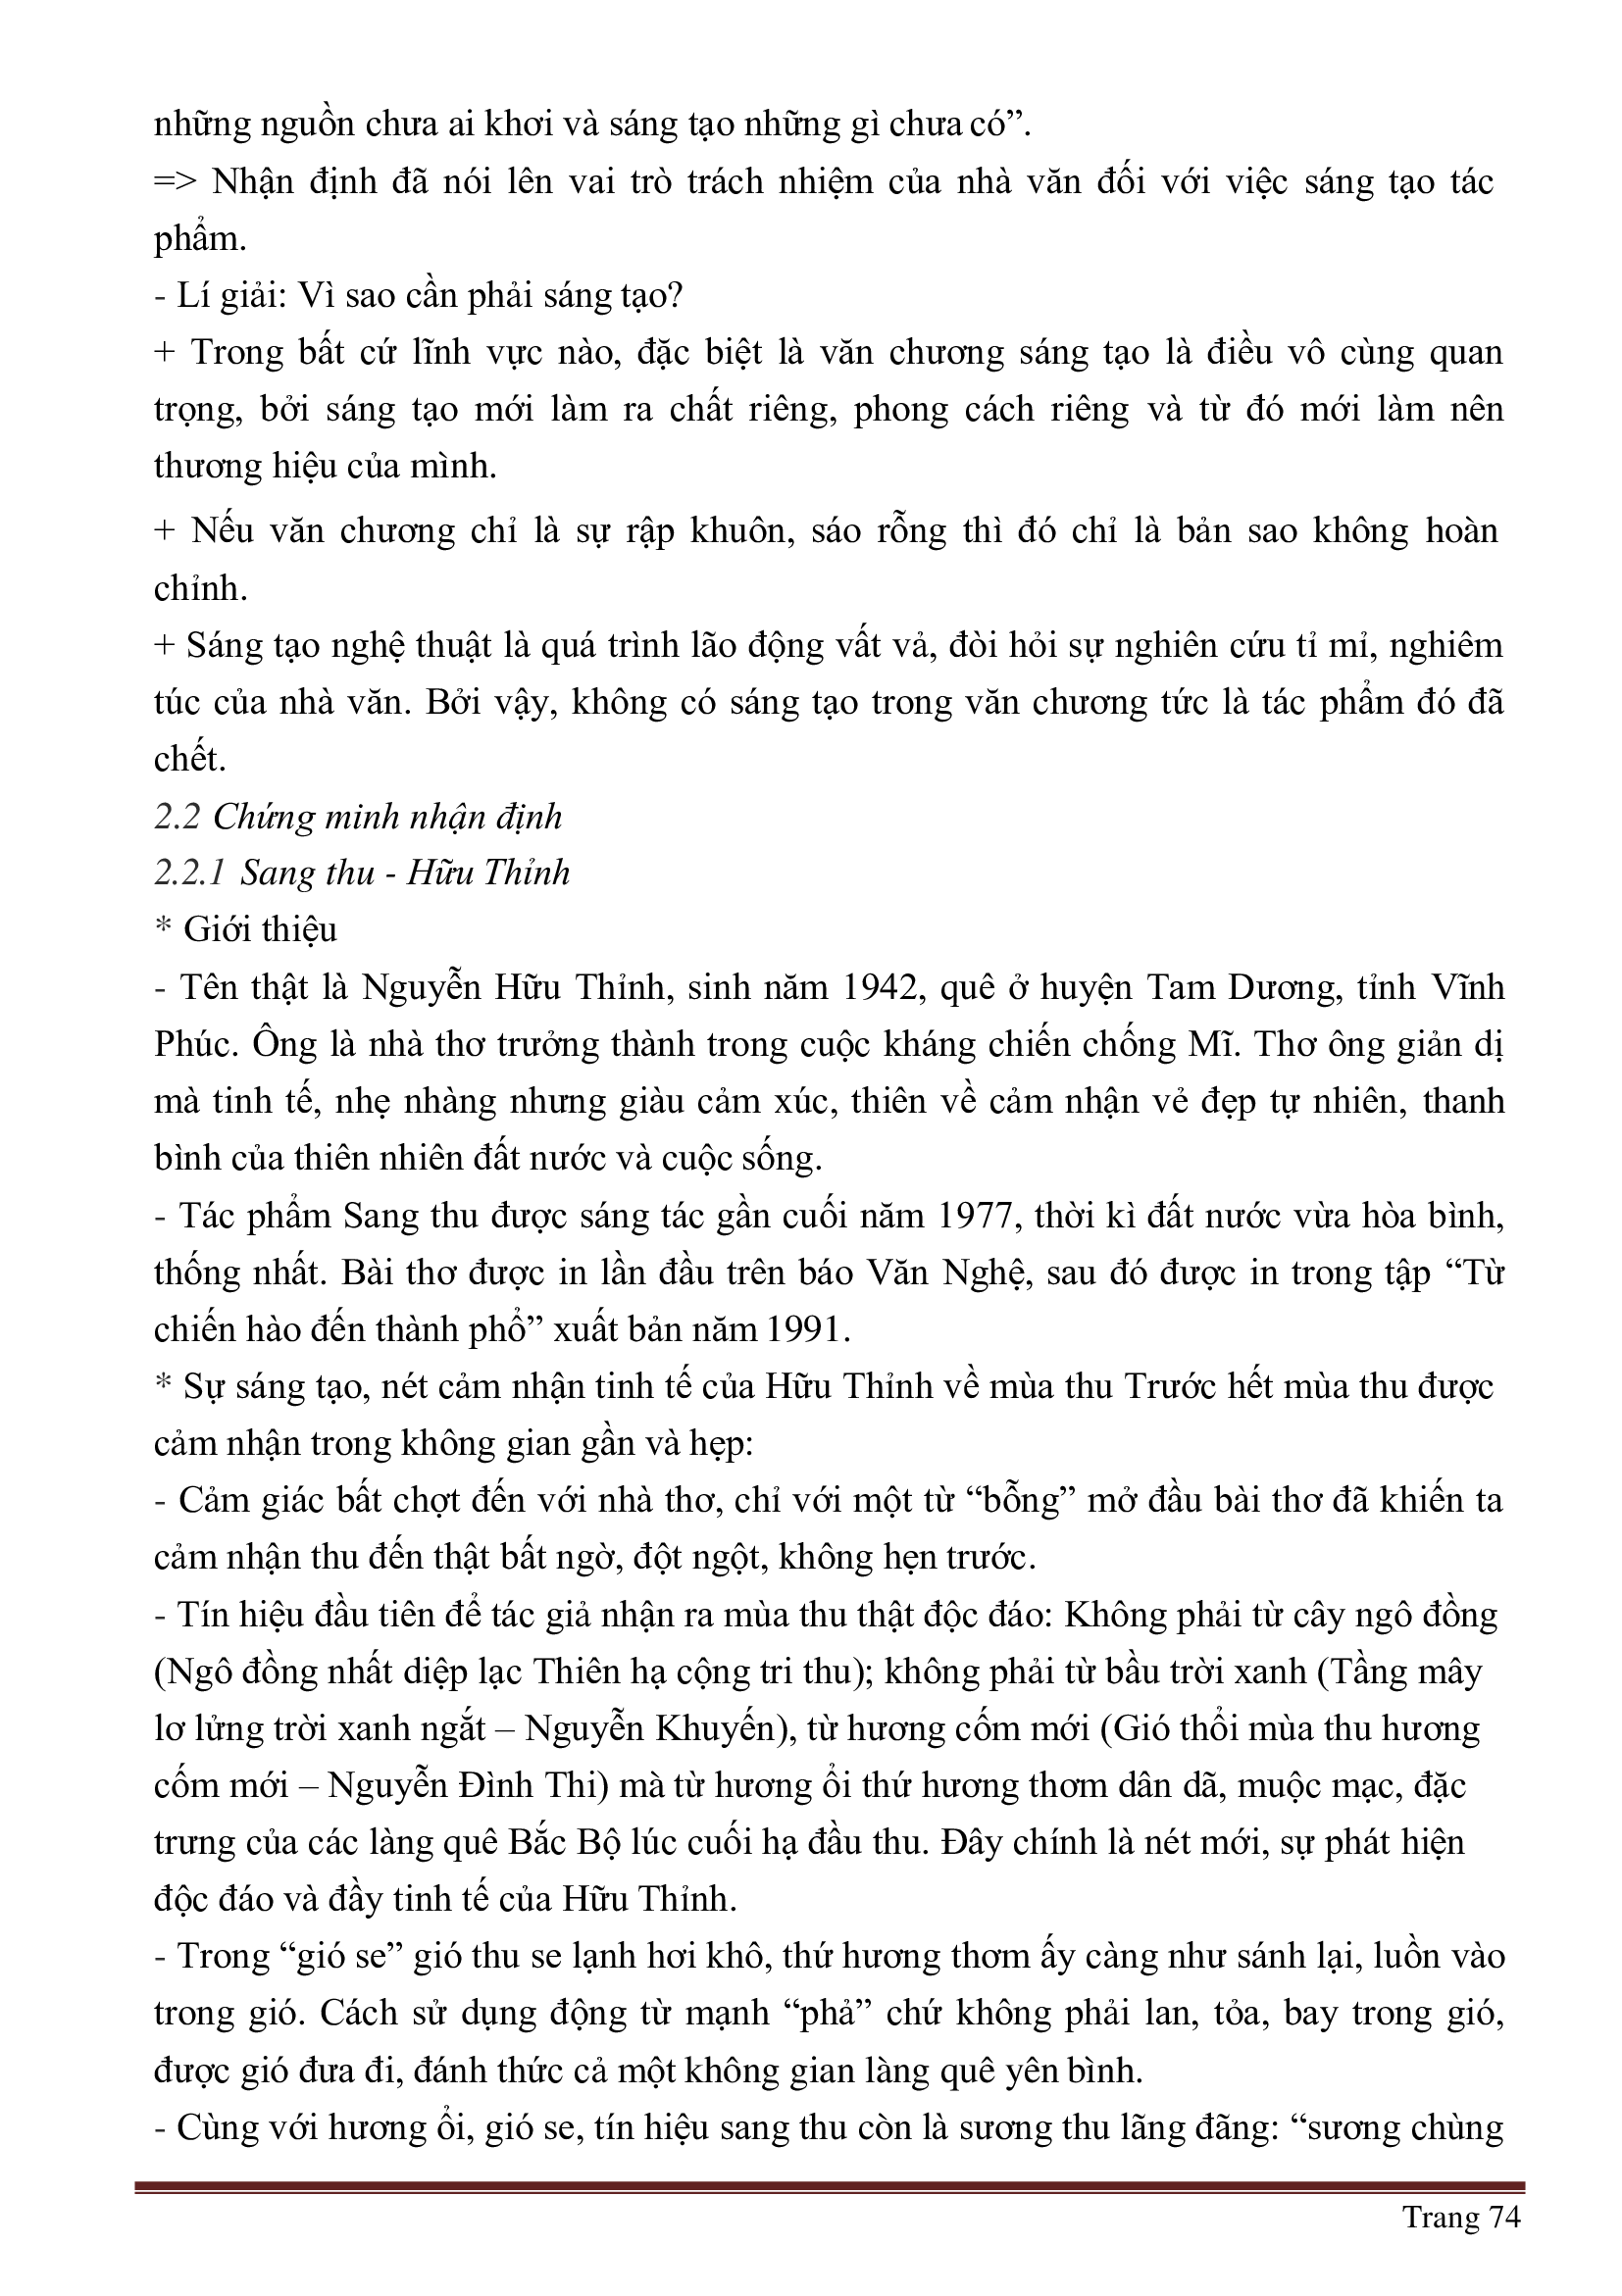 những nguồn chưa ai khơi và sáng tạo những gì chưa có”.
=> Nhận định đã nói lên vai trò trách nhiệm của nhà văn đối với việc sáng tạo tác
phẩm.
- Lí giải: Vì sao cần phải sáng tạo?
+ Trong bất cứ lĩnh vực nào, đặc biệt là văn chương sáng tạo là điều vô cùng quan
trọng, bởi sáng tạo mới làm ra chất riêng, phong cách riêng và từ đó mới làm nên
thương hiệu của mình.
+ Nếu văn chương chỉ là sự rập khuôn, sáo rỗng thì đó chỉ là bản sao không hoàn
chỉnh.
+ Sáng tạo nghệ thuật là quá trình lão động vất vả, đòi hỏi sự nghiên cứu tỉ mỉ, nghiêm
túc của nhà văn. Bởi vậy, không có sáng tạo trong văn chương tức là tác phẩm đó đã
chết.
2.2 Chứng minh nhận định
2.2.1 Sang thu - Hữu Thỉnh
* Giới thiệu
- Tên thật là Nguyễn Hữu Thỉnh, sinh năm 1942, quê ở huyện Tam Dương, tỉnh Vĩnh
Phúc. Ông là nhà thơ trưởng thành trong cuộc kháng chiến chống Mĩ. Thơ ông giản dị
mà tinh tế, nhẹ nhàng nhưng giàu cảm xúc, thiên về cảm nhận vẻ đẹp tự nhiên, thanh
bình của thiên nhiên đất nước và cuộc sống.
- Tác phẩm Sang thu được sáng tác gần cuối năm 1977, thời kì đất nước vừa hòa bình,
thống nhất. Bài thơ được in lần đầu trên báo Văn Nghệ, sau đó được in trong tập “Từ
chiến hào đến thành phổ” xuất bản năm 1991.
* Sự sáng tạo, nét cảm nhận tinh tế của Hữu Thỉnh về mùa thu Trước hết mùa thu được
cảm nhận trong không gian gần và hẹp:
- Cảm giác bất chợt đến với nhà thơ, chỉ với một từ “bỗng” mở đầu bài thơ đã khiến ta
cảm nhận thu đến thật bất ngờ, đột ngột, không hẹn trước.
- Tín hiệu đầu tiên để tác giả nhận ra mùa thu thật độc đáo: Không phải từ cây ngô đồng
(Ngô đồng nhất diệp lạc Thiên hạ cộng tri thu); không phải từ bầu trời xanh (Tầng mây
lơ lửng trời xanh ngắt – Nguyễn Khuyến), từ hương cốm mới (Gió thổi mùa thu hương
cốm mới – Nguyễn Đình Thi) mà từ hương ổi thứ hương thơm dân dã, muộc mạc, đặc
trưng của các làng quê Bắc Bộ lúc cuối hạ đầu thu. Đây chính là nét mới, sự phát hiện
độc đáo và đầy tinh tế của Hữu Thỉnh.
- Trong “gió se” gió thu se lạnh hơi khô, thứ hương thơm ấy càng như sánh lại, luồn vào
trong gió. Cách sử dụng động từ mạnh “phả” chứ không phải lan, tỏa, bay trong gió,
được gió đưa đi, đánh thức cả một không gian làng quê yên bình.
- Cùng với hương ổi, gió se, tín hiệu sang thu còn là sương thu lãng đãng: “sương chùng
Trang 74